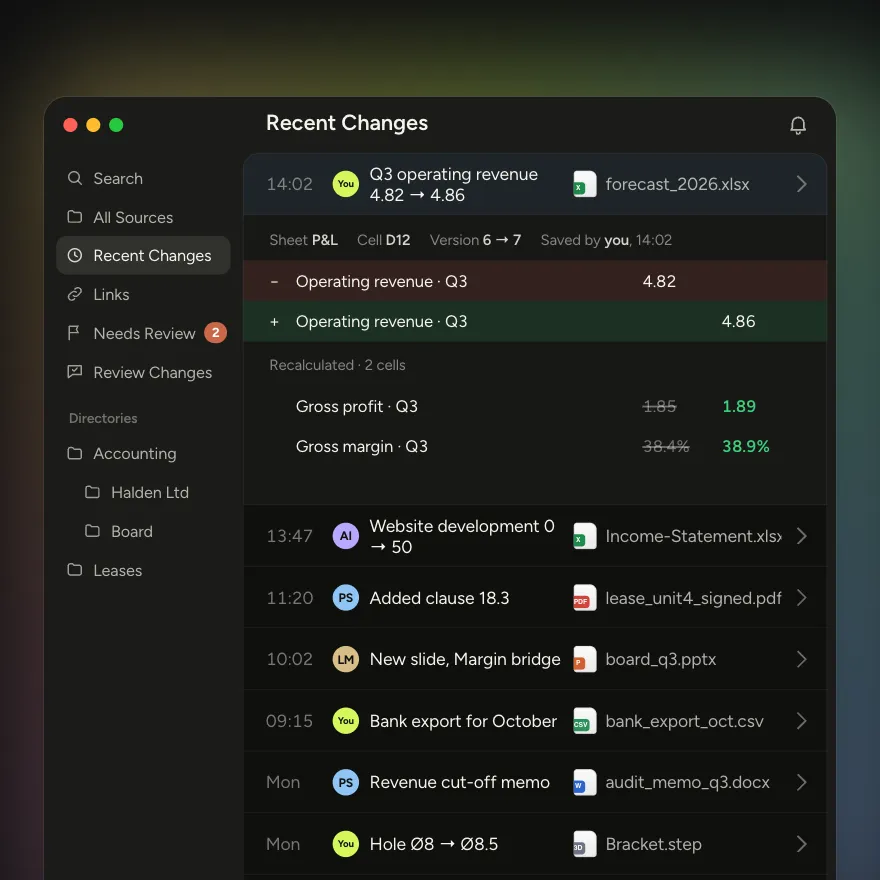 Recent Changes
Search
All Sources
Recent Changes
Links
Needs Review 2
Review Changes
Directories
Accounting
Halden Ltd
Board
Leases
14:02 You Q3 operating revenue
4.82 → 4.86
X forecast_2026.xlsx
Sheet P&L Cell D12 Version 6 → 7 Saved by you, 14:02
- Operating revenue · Q3 4.82
+ Operating revenue · Q3 4.86
Recalculated · 2 cells
Gross profit · Q3 1.85 1.89
Gross margin · Q3 38.4% 38.9%
13:47 AI Website development 0
→ 50
X Income-Statement.xlsx
11:20 PS Added clause 18.3 PDF lease_unit4_signed.pdf
10:02 LM New slide, Margin bridge P board_q3.pptx
09:15 You Bank export for October CSV bank_export_oct.csv
Mon PS Revenue cut-off memo W audit_memo_q3.docx
Mon You Hole Ø8 → Ø8.5 3D Bracket.step